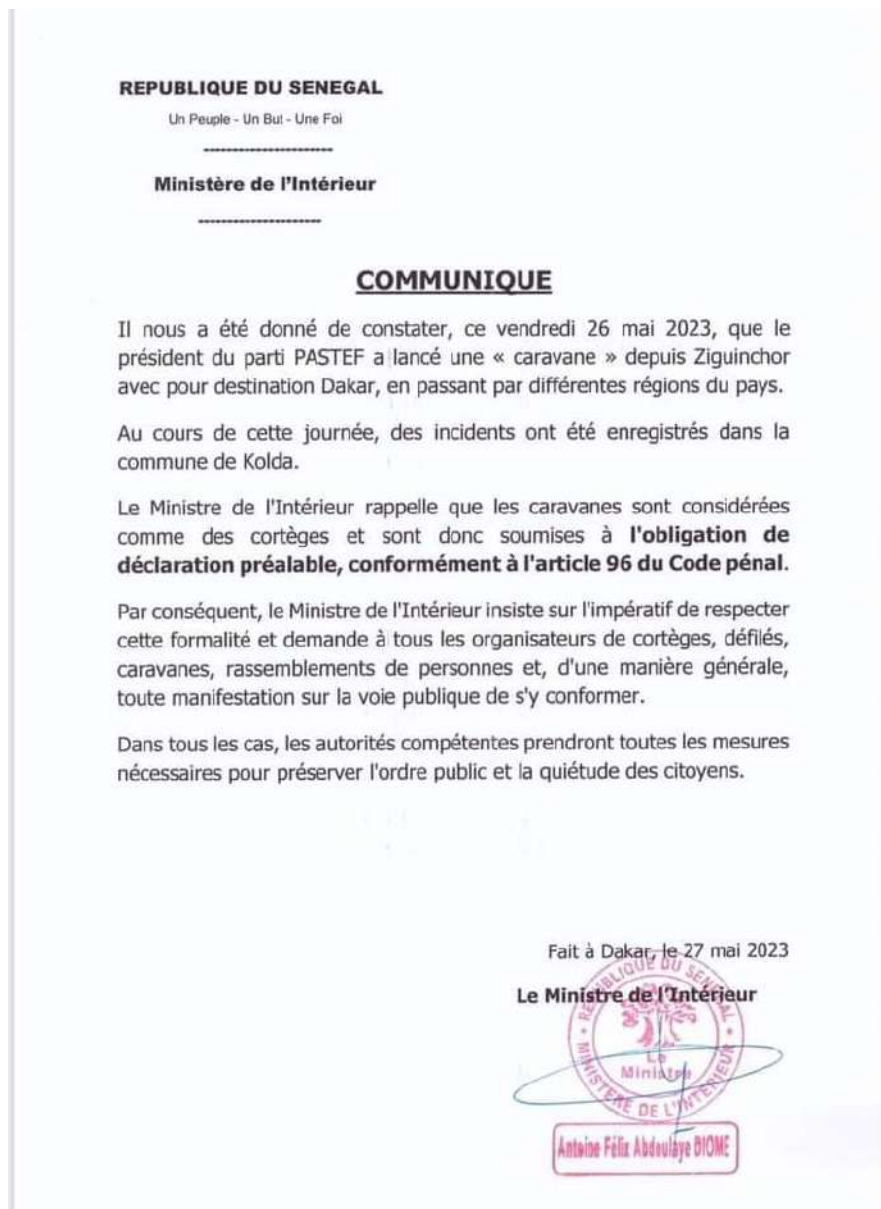 REPUBLIQUE DU SENEGAL
Un Peuple - Un But - Une Foi
----------------------
Ministère de l'Intérieur
---------------------
COMMUNIQUE
Il nous a été donné de constater, ce vendredi 26 mai 2023, que le
président du parti PASTEF a lancé une « caravane » depuis Ziguinchor
avec pour destination Dakar, en passant par différentes régions du pays.
Au cours de cette journée, des incidents ont été enregistrés dans la
commune de Kolda.
Le Ministre de l'Intérieur rappelle que les caravanes sont considérées
comme des cortèges et sont donc soumises à l'obligation de
déclaration préalable, conformément à l'article 96 du Code pénal.
Par conséquent, le Ministre de l'Intérieur insiste sur l'impératif de respecter
cette formalité et demande à tous les organisateurs de cortèges, défilés,
caravanes, rassemblements de personnes et, d'une manière générale,
toute manifestation sur la voie publique de s'y conformer.
Dans tous les cas, les autorités compétentes prendront toutes les mesures
nécessaires pour préserver l'ordre public et la quiétude des citoyens.
Fait à Dakar, le 27 mai 2023
Le Ministre de l'Intérieur
REPUBLIQUE DU SENEGAL
Le
Ministre
MINISTERE DE L'INTERIEUR
Antoine Félix Abdoulaye DIOME